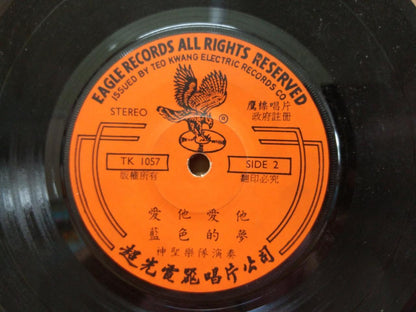 EAGLE RECORDS ALL RIGHTS RESERVED
ISSUED BY TEO KWANG ELECTRIC RECORDS CO
STEREO
鷹標唱片
政府註冊
®
TK 1057
SIDE 2
版權所有
翻印必究
愛他愛他
藍色的夢
神聖樂隊演奏
超光電器唱片公司